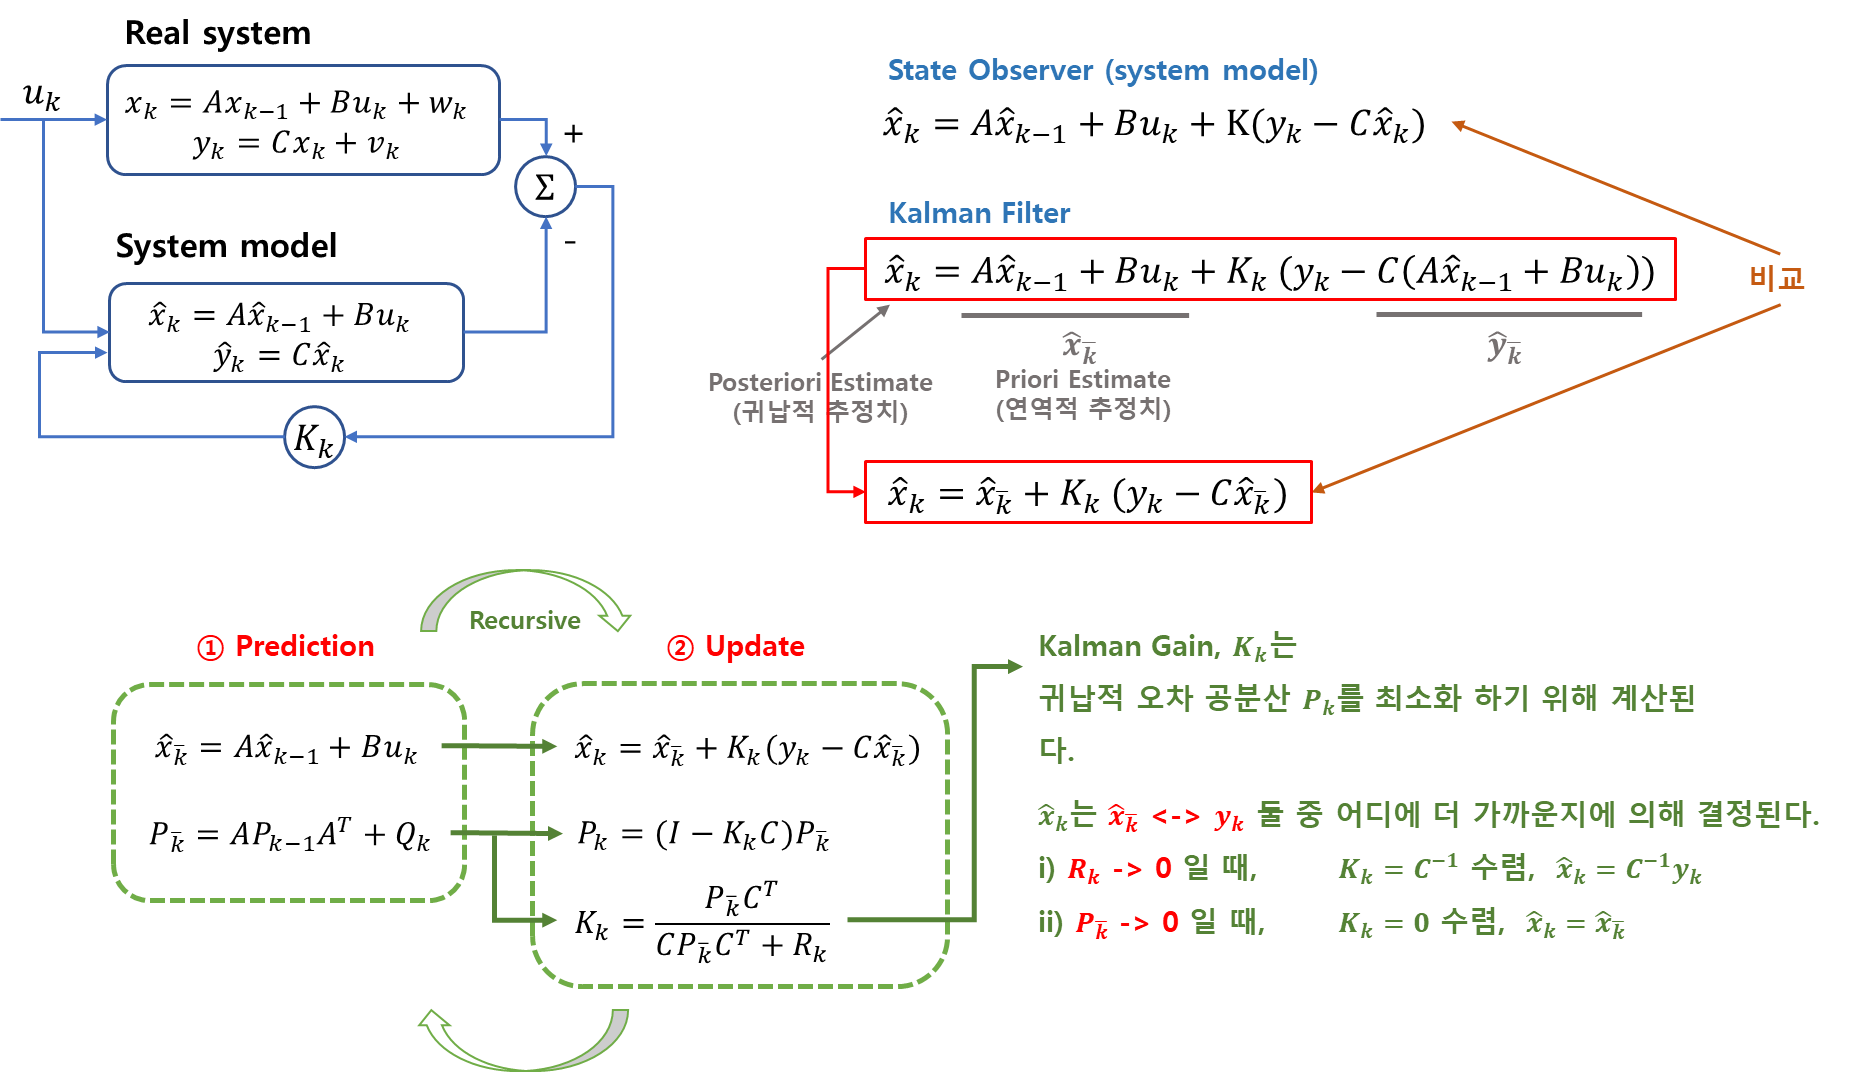 Real system
u_k
x_k = Ax_{k−1} + Bu_k + w_k
y_k = Cx_k + v_k
+
Σ
-
System model
x̂_k = Ax̂_{k−1} + Bu_k
ŷ_k = Cx̂_k
K_k
State Observer (system model)
x̂_k = Ax̂_{k−1} + Bu_k + K(y_k − Cx̂_k)
Kalman Filter
x̂_k = Ax̂_{k−1} + Bu_k + K_k (y_k − C(Ax̂_{k−1} + Bu_k))
비교
x̂_k̅
ŷ_k̅
Posteriori Estimate
(귀납적 추정치)
Priori Estimate
(연역적 추정치)
x̂_k = x̂_k̅ + K_k (y_k − Cx̂_k̅)
Recursive
① Prediction
x̂_k̅ = Ax̂_{k−1} + Bu_k
P_k̅ = AP_{k−1}A^T + Q_k
② Update
x̂_k = x̂_k̅ + K_k(y_k − Cx̂_k̅)
P_k = (I − K_kC)P_k̅
K_k = P_k̅C^T / (CP_k̅C^T + R_k)
Kalman Gain, K_k는
귀납적 오차 공분산 P_k를 최소화 하기 위해 계산된
다.
x̂_k는 x̂_k̅ <-> y_k 둘 중 어디에 더 가까운지에 의해 결정된다.
i) R_k -> 0 일 때, K_k = C^{−1} 수렴, x̂_k = C^{−1}y_k
ii) P_k̅ -> 0 일 때, K_k = 0 수렴, x̂_k = x̂_k̅